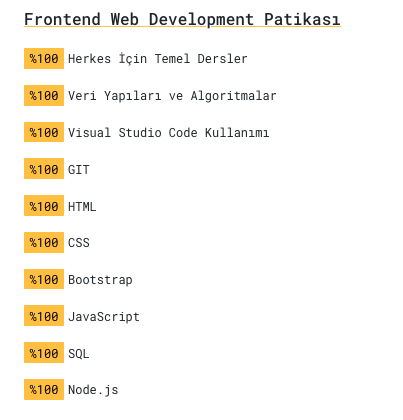 Frontend Web Development Patikası
%100 Herkes İçin Temel Dersler
%100 Veri Yapıları ve Algoritmalar
%100 Visual Studio Code Kullanımı
%100 GIT
%100 HTML
%100 CSS
%100 Bootstrap
%100 JavaScript
%100 SQL
%100 Node.js